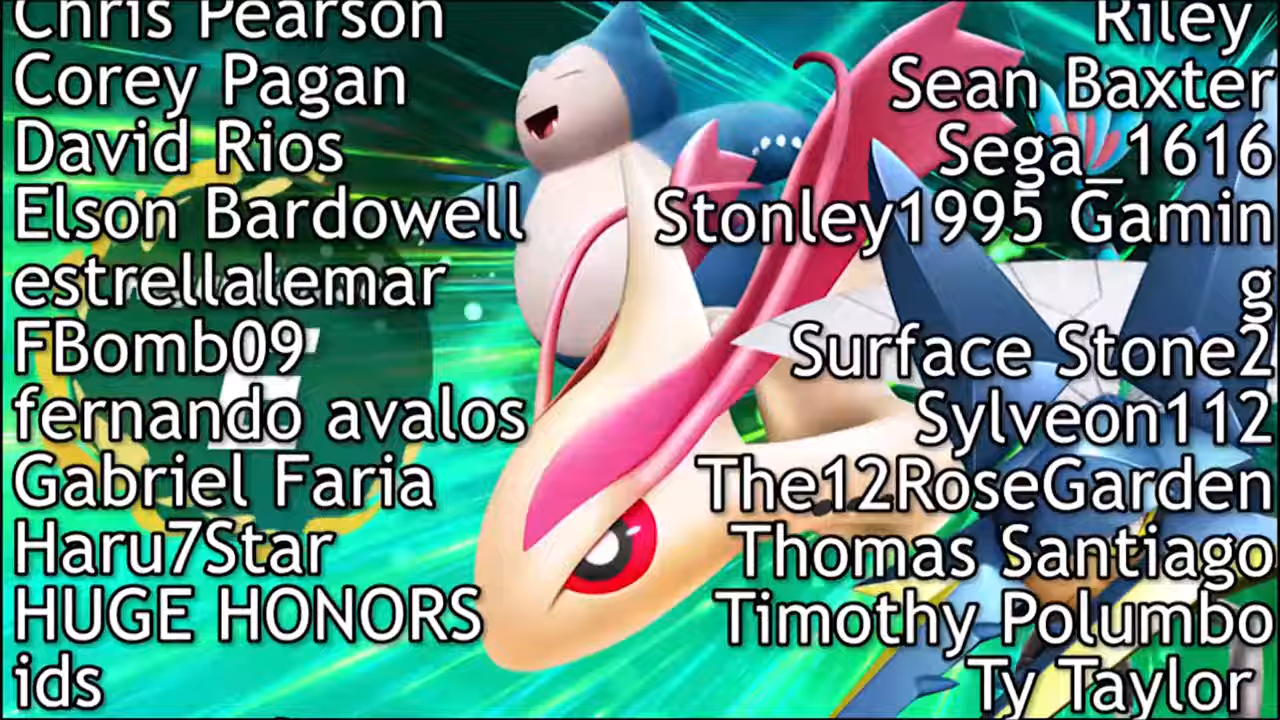 Chris Pearson
Corey Pagan
David Rios
Elson Bardowell
estrellalemar
FBomb09
fernando avalos
Gabriel Faria
Haru7Star
HUGE HONORS
ids
Riley
Sean Baxter
Sega_1616
Stonley1995 Gamin
g
Surface Stone2
Sylveon112
The12RoseGarden
Thomas Santiago
Timothy Polumbo
Ty Taylor